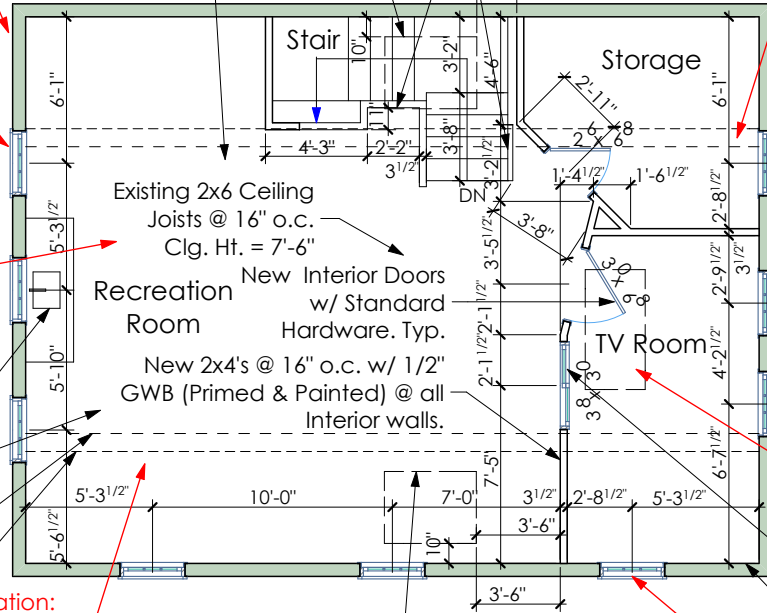 Stair
Storage
6'-1"
10"
3'-2"
4'-6"
2'-11"
6'-1"
11"
3'-8"
2 6 x 6 8
4'-3"
2'-2"
3 1/2"
3'-2 1/2"
1'-4 1/2"
1'-6 1/2"
2'-8 1/2"
DN
Existing 2x6 Ceiling
Joists @ 16" o.c.
Clg. Ht. = 7'-6"
5'-3 1/2"
3'-8"
3'-5 1/2"
3 1/2"
New Interior Doors
w/ Standard
Hardware. Typ.
Recreation
Room
3 0 x 6 8
2'-9 1/2"
2'-1 1/2"
TV Room
2'-1 1/2"
4'-2"
New 2x4's @ 16" o.c. w/ 1/2"
GWB (Primed & Painted) @ all
Interior walls.
5'-10"
3 0 x 3 8
7'-5"
6'-7 1/2"
5'-3 1/2"
10'-0"
7'-0"
3 1/2"
2'-8 1/2"
5'-3 1/2"
5'-6 1/2"
10"
3'-6"
3'-6"
ation: